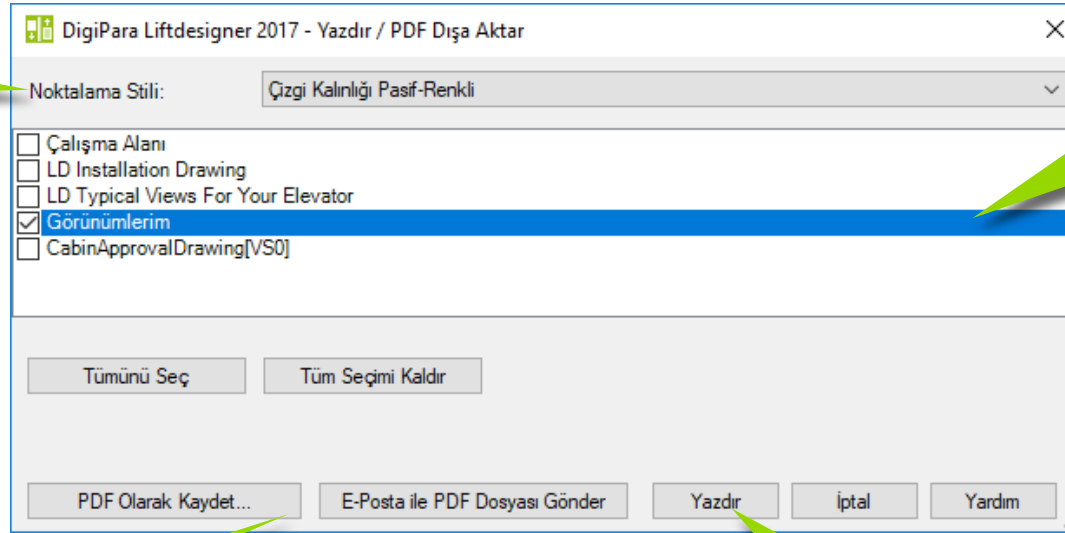 DigiPara Liftdesigner 2017 - Yazdır / PDF Dışa Aktar
Noktalama Stili: Çizgi Kalınlığı Pasif-Renkli
Çalışma Alanı
LD Installation Drawing
LD Typical Views For Your Elevator
Görünümlerim
CabinApprovalDrawing[VS0]
Tümünü Seç Tüm Seçimi Kaldır
PDF Olarak Kaydet... E-Posta ile PDF Dosyası Gönder Yazdır İptal Yardım